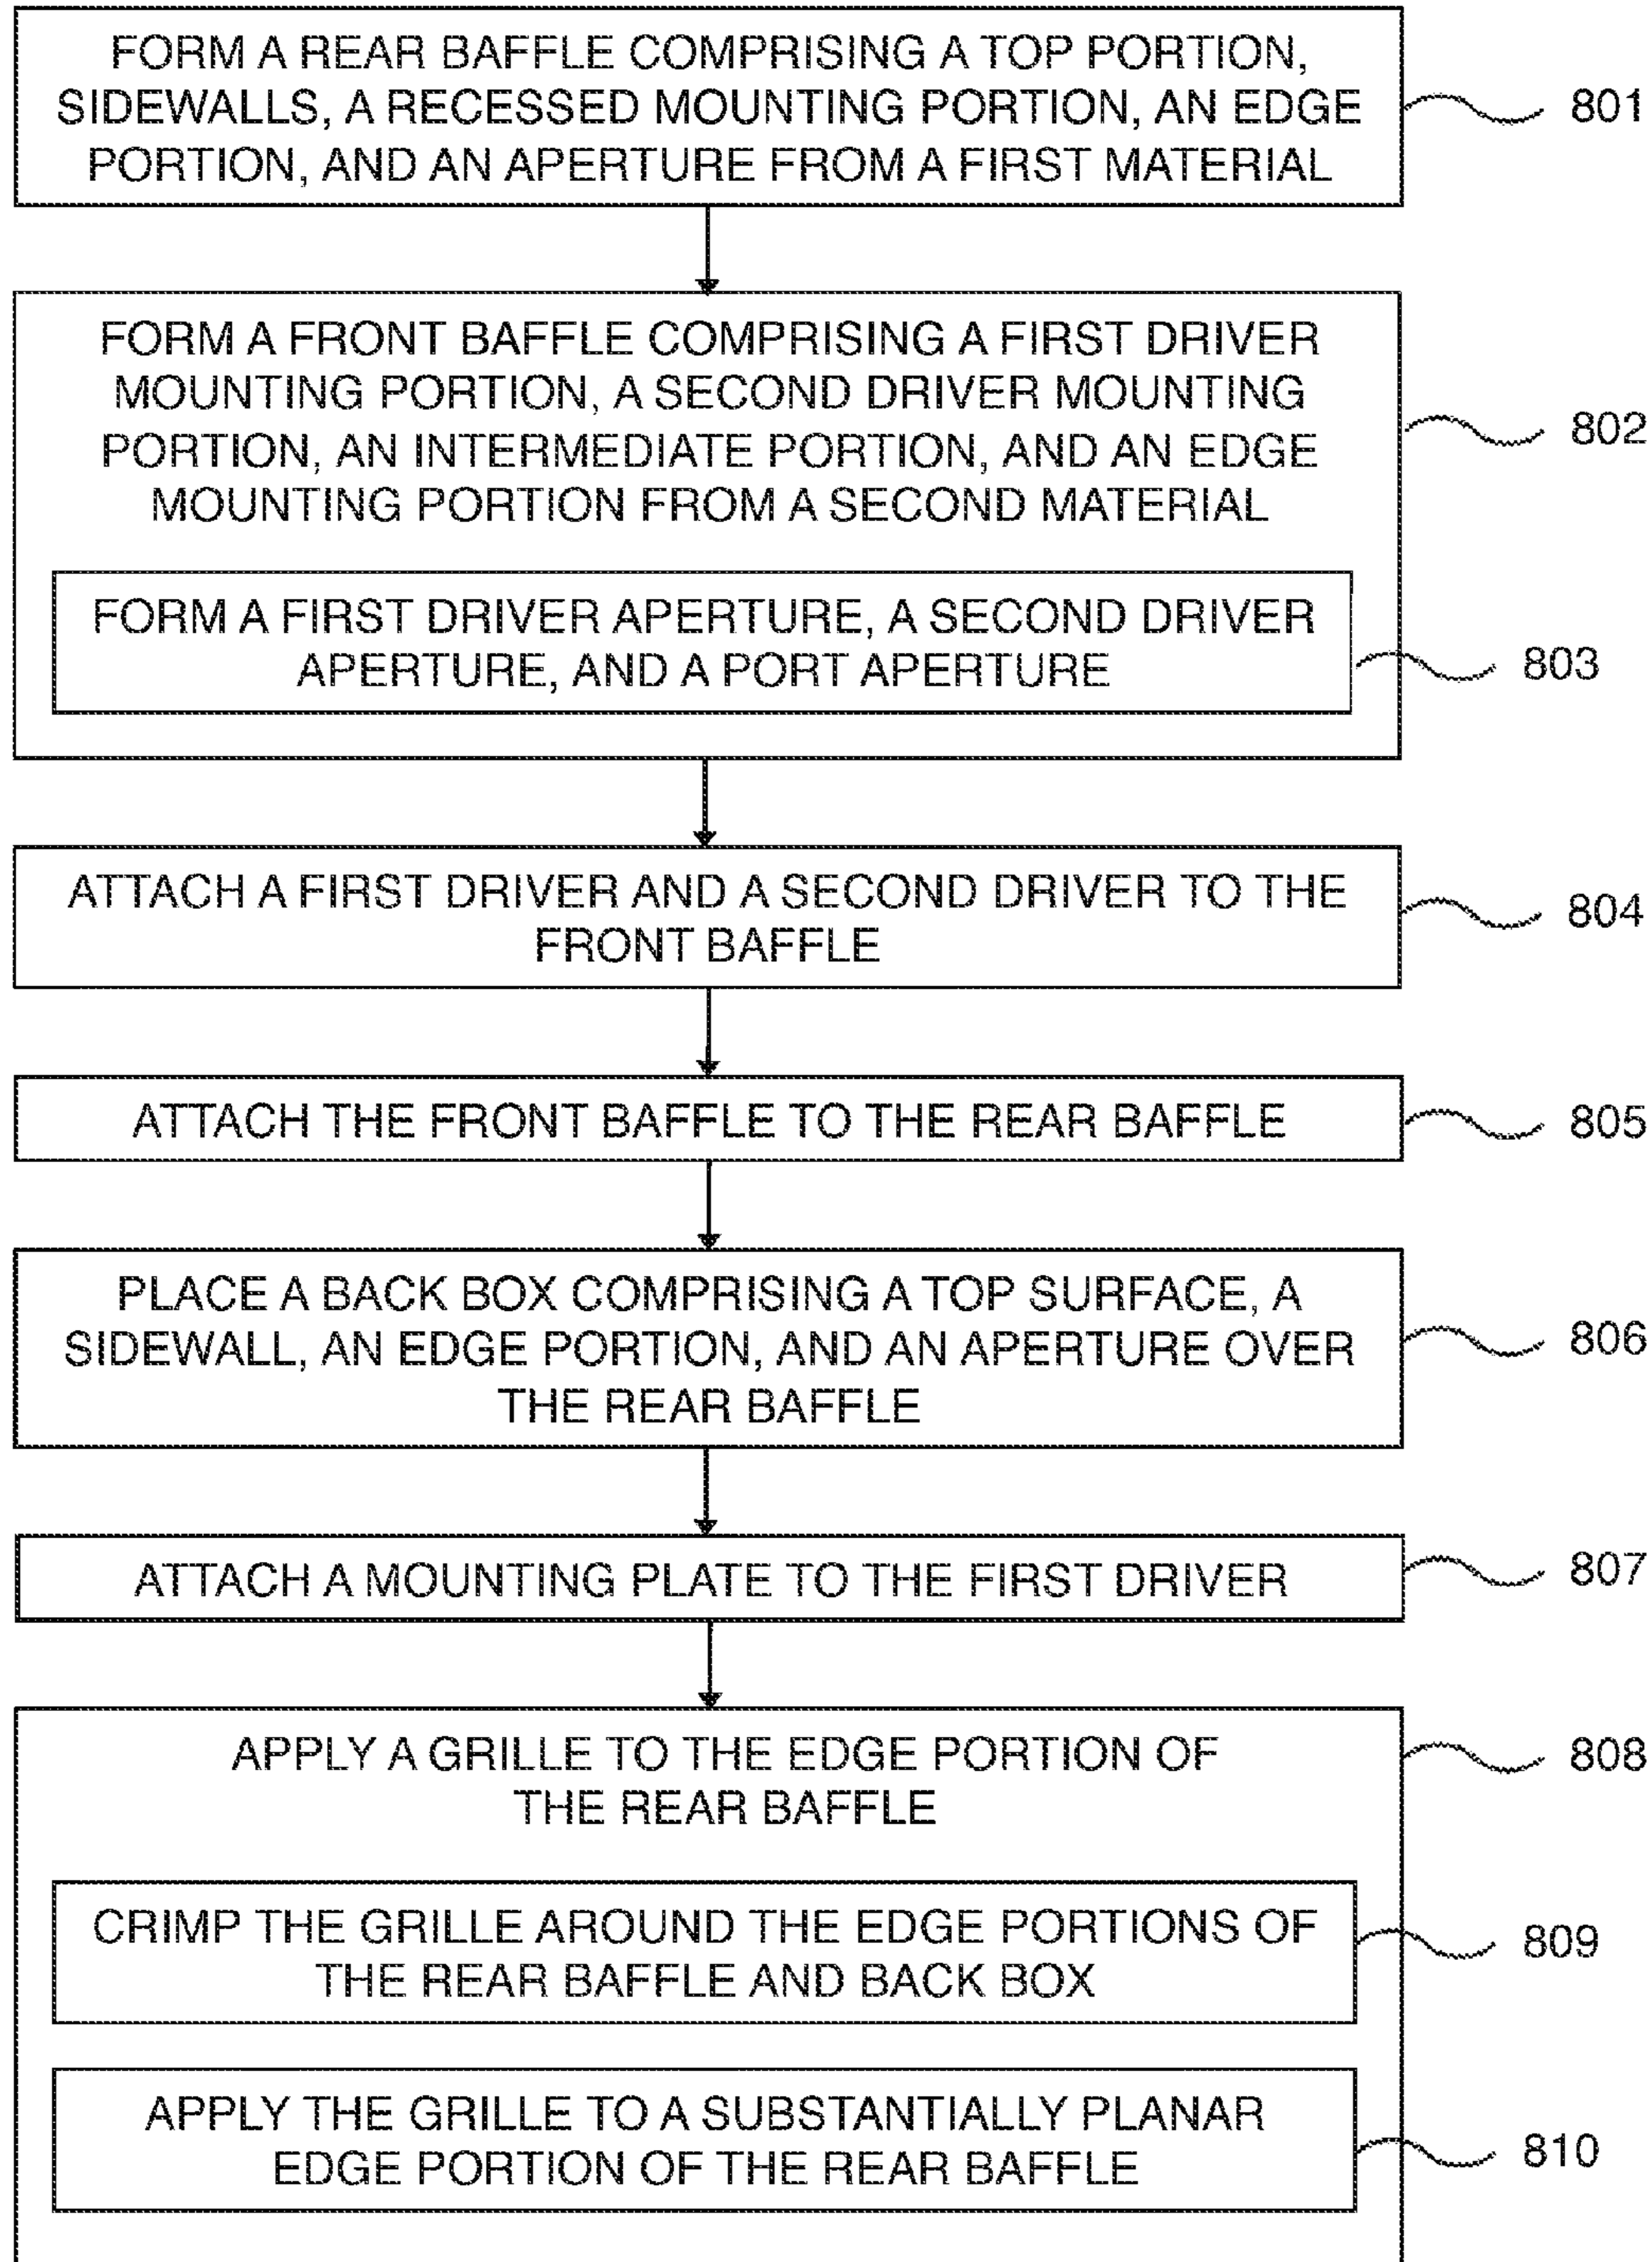 FORM A REAR BAFFLE COMPRISING A TOP PORTION,
SIDEWALLS, A RECESSED MOUNTING PORTION, AN EDGE
PORTION, AND AN APERTURE FROM A FIRST MATERIAL
801
FORM A FRONT BAFFLE COMPRISING A FIRST DRIVER
MOUNTING PORTION, A SECOND DRIVER MOUNTING
PORTION, AN INTERMEDIATE PORTION, AND AN EDGE
MOUNTING PORTION FROM A SECOND MATERIAL
802
FORM A FIRST DRIVER APERTURE, A SECOND DRIVER
APERTURE, AND A PORT APERTURE
803
ATTACH A FIRST DRIVER AND A SECOND DRIVER TO THE
FRONT BAFFLE
804
ATTACH THE FRONT BAFFLE TO THE REAR BAFFLE
805
PLACE A BACK BOX COMPRISING A TOP SURFACE, A
SIDEWALL, AN EDGE PORTION, AND AN APERTURE OVER
THE REAR BAFFLE
806
ATTACH A MOUNTING PLATE TO THE FIRST DRIVER
807
APPLY A GRILLE TO THE EDGE PORTION OF
THE REAR BAFFLE
808
CRIMP THE GRILLE AROUND THE EDGE PORTIONS OF
THE REAR BAFFLE AND BACK BOX
809
APPLY THE GRILLE TO A SUBSTANTIALLY PLANAR
EDGE PORTION OF THE REAR BAFFLE
810